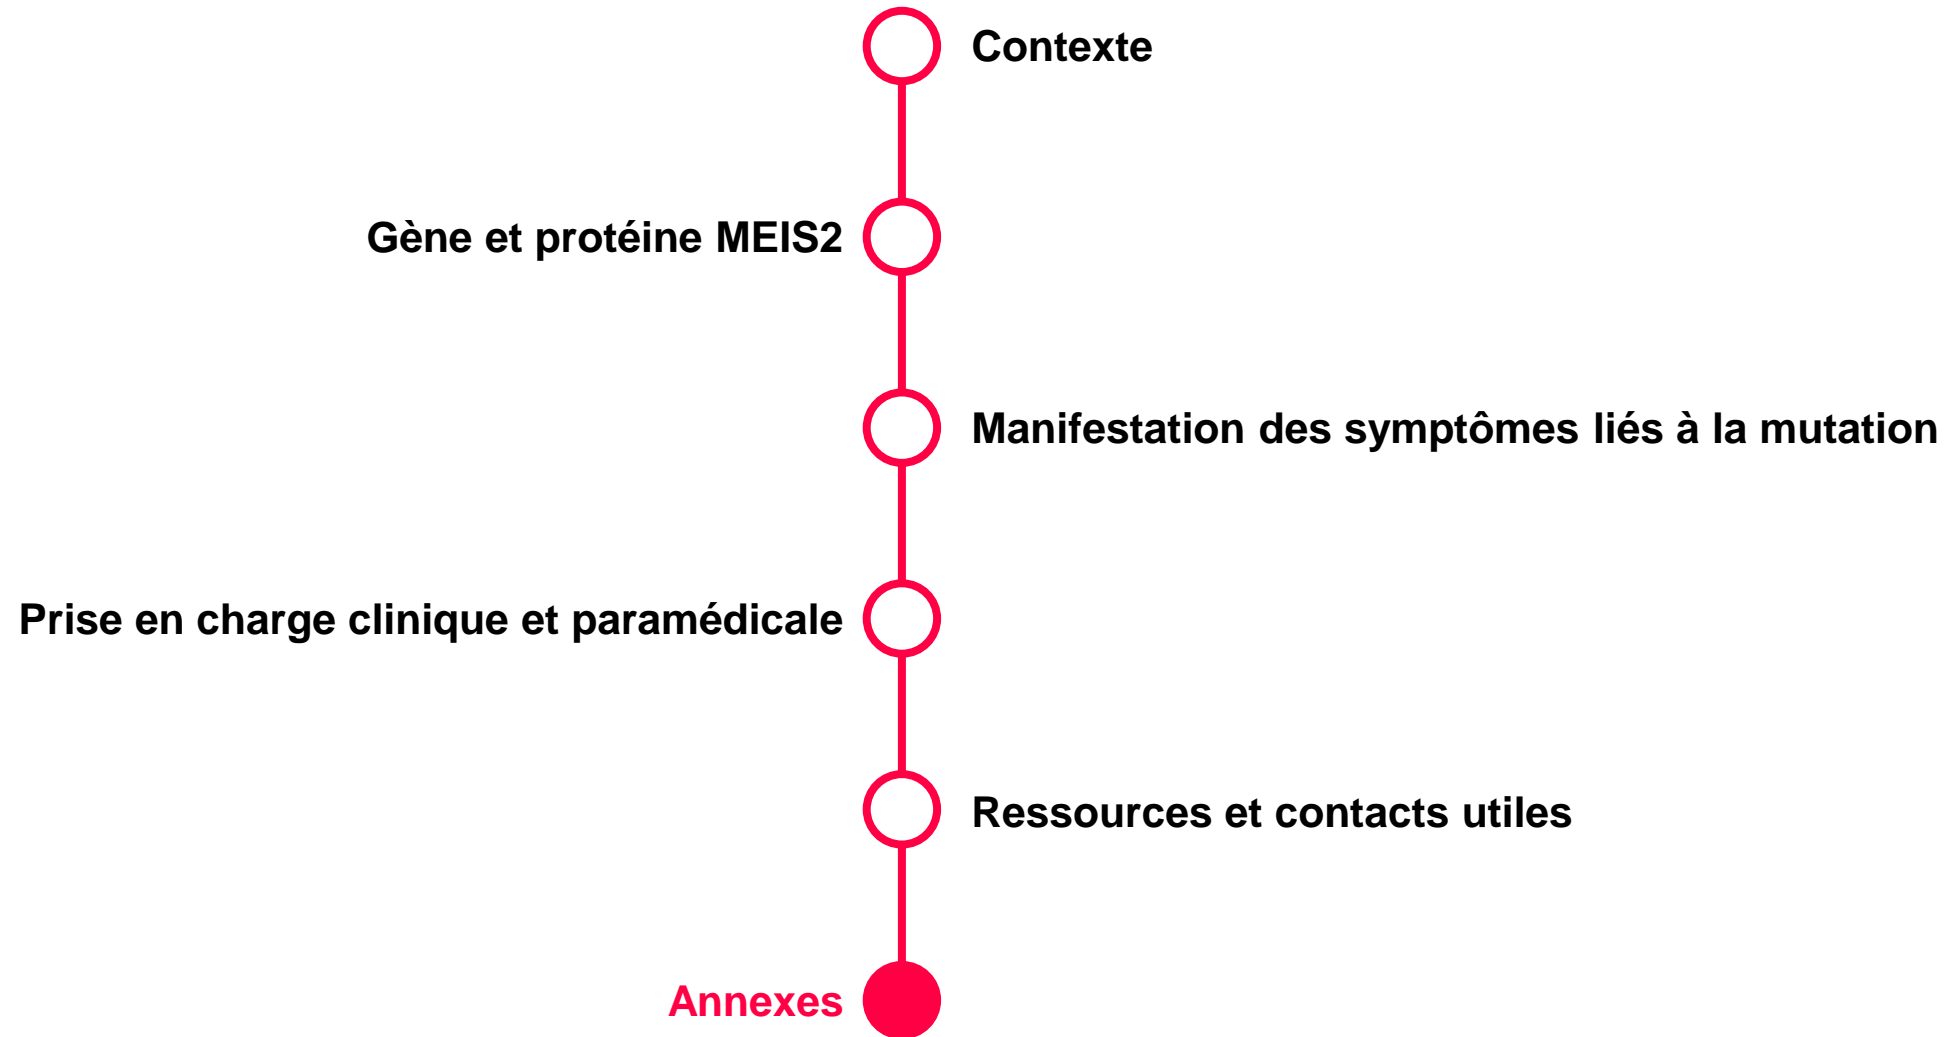 Contexte
Gène et protéine MEIS2
Manifestation des symptômes liés à la mutation
Prise en charge clinique et paramédicale
Ressources et contacts utiles
Annexes